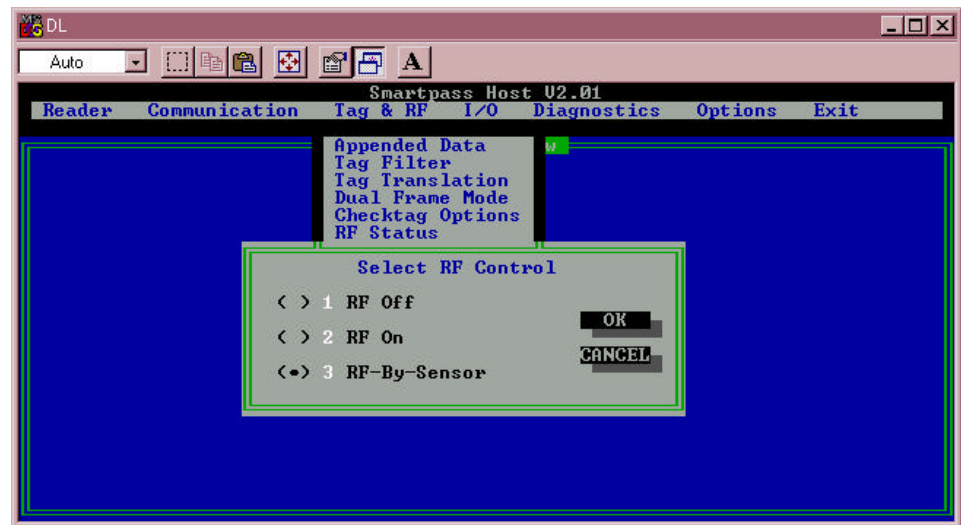 DL
Auto
A
Smartpass Host V2.01
Reader Communication Tag & RF I/O Diagnostics Options Exit
Appended Data w
Tag Filter
Tag Translation
Dual Frame Mode
Checktag Options
RF Status
Select RF Control
( ) 1 RF Off
OK
( ) 2 RF On
CANCEL
(•) 3 RF-By-Sensor